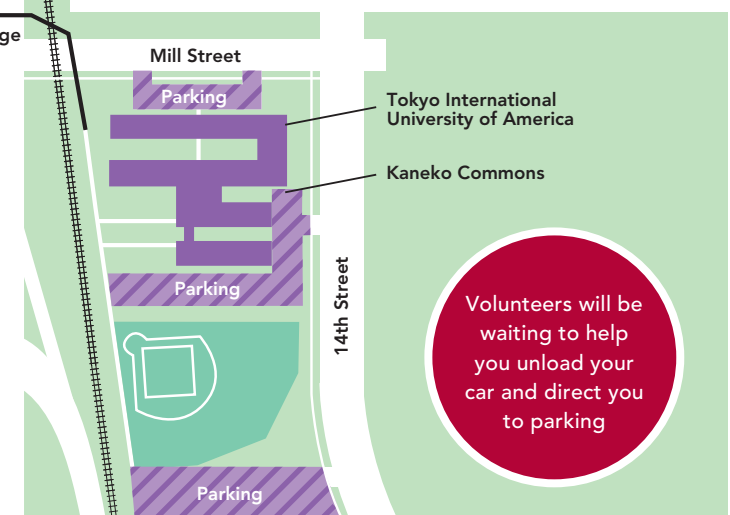 ge
Mill Street
Parking
Tokyo International
University of America
Kaneko Commons
Parking
14th Street
Volunteers will be
waiting to help
you unload your
car and direct you
to parking
Parking